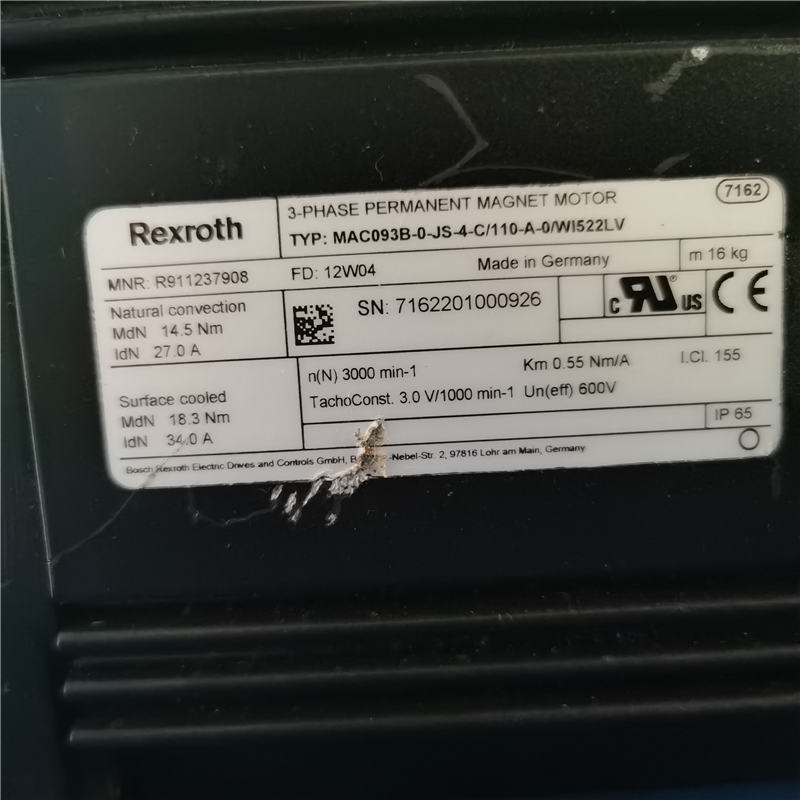 7162
Rexroth
3-PHASE PERMANENT MAGNET MOTOR
TYP: MAC093B-0-JS-4-C/110-A-0/WI522LV
MNR: R911237908
FD: 12W04
Made in Germany
m 16 kg
Natural convection
MdN 14.5 Nm
IdN 27.0 A
SN: 7162201000926
c RU® US CE
n(N) 3000 min-1
Km 0.55 Nm/A
I.Cl. 155
TachoConst. 3.0 V/1000 min-1 Un(eff) 600V
Surface cooled
MdN 18.3 Nm
IdN 34.0 A
IP 65
Bosch Rexroth Electric Drives and Controls GmbH, -Nebel-Str. 2, 97816 Lohr am Main, Germany